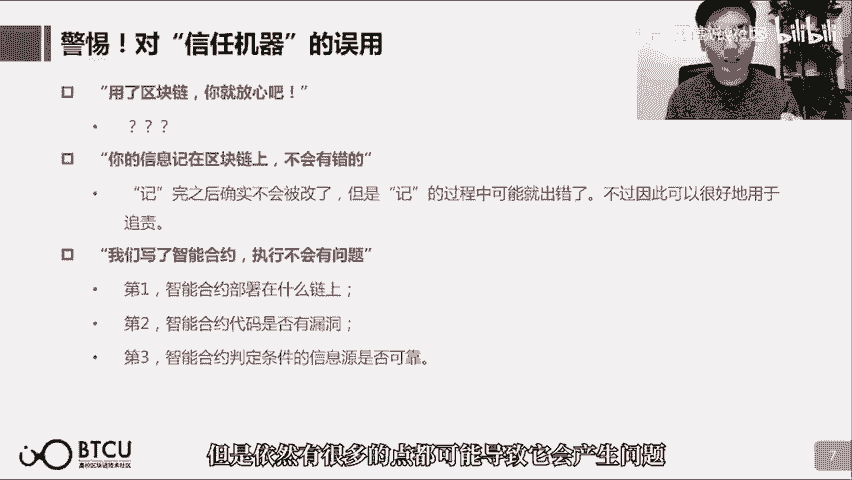 警惕！对“信任机器”的误用
bilibili
“用了区块链，你就放心吧！”
？？？
“你的信息记在区块链上，不会有错的”
“记”完之后确实不会被改了，但是“记”的过程中可能就出错了。不过因此可以很好地用于
追责。
“我们写了智能合约，执行不会有问题”
第1，智能合约部署在什么链上；
第2，智能合约代码是否有漏洞；
第3，智能合约判定条件的信息源是否可靠。
BTCU
高校区块链技术社区
但是依然有很多的点都可能导致它会产生问题
7